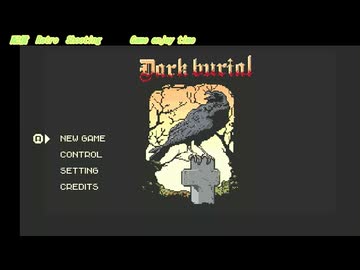 Retro Shooting Game enjoy time
Dark burial
NEW GAME
CONTROL
SETTING
CREDITS